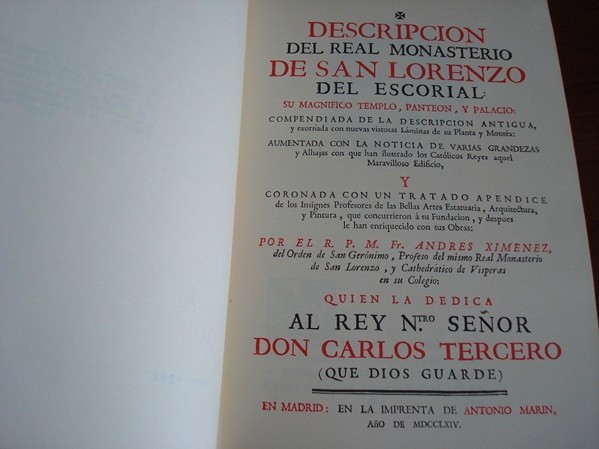 DESCRIPCION
DEL REAL MONASTERIO
DE SAN LORENZO
DEL ESCORIAL:
SU MAGNIFICO TEMPLO, PANTEON, Y PALACIO:
COMPENDIADA DE LA DESCRIPCION ANTIGUA,
y exornada con nuevas vistosas Láminas de su Planta y Montéa:
AUMENTADA CON LA NOTICIA DE VARIAS GRANDEZAS
y Alhajas con que han ilustrado los Católicos Reyes aquel
Maravilloso Edificio,
Y
CORONADA CON UN TRATADO APENDICE
de los Insignes Profesores de las Bellas Artes Estatuaria, Arquitectura,
y Pintura, que concurrieron à su Fundacion, y despues
le han enriquecido con sus Obras:
POR EL R. P. M. Fr. ANDRES XIMENEZ,
del Orden de San Gerónimo, Profeso del mismo Real Monasterio
de San Lorenzo, y Cathedrático de Visperas
en su Colegio:
QUIEN LA DEDICA
AL REY N.TRO SEÑOR
DON CARLOS TERCERO
(QUE DIOS GUARDE)
EN MADRID: EN LA IMPRENTA DE ANTONIO MARIN,
AÑO DE MDCCLXIV.